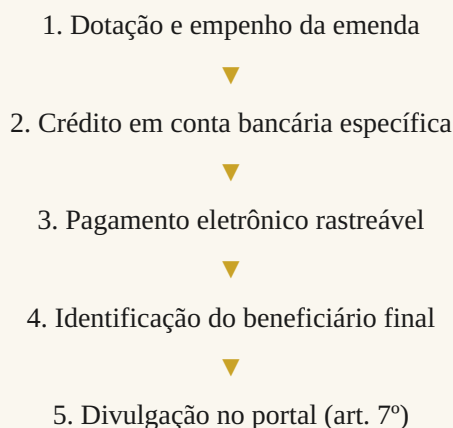 1. Dotação e empenho da emenda
2. Crédito em conta bancária específica
3. Pagamento eletrônico rastreável
4. Identificação do beneficiário final
5. Divulgação no portal (art. 7º)